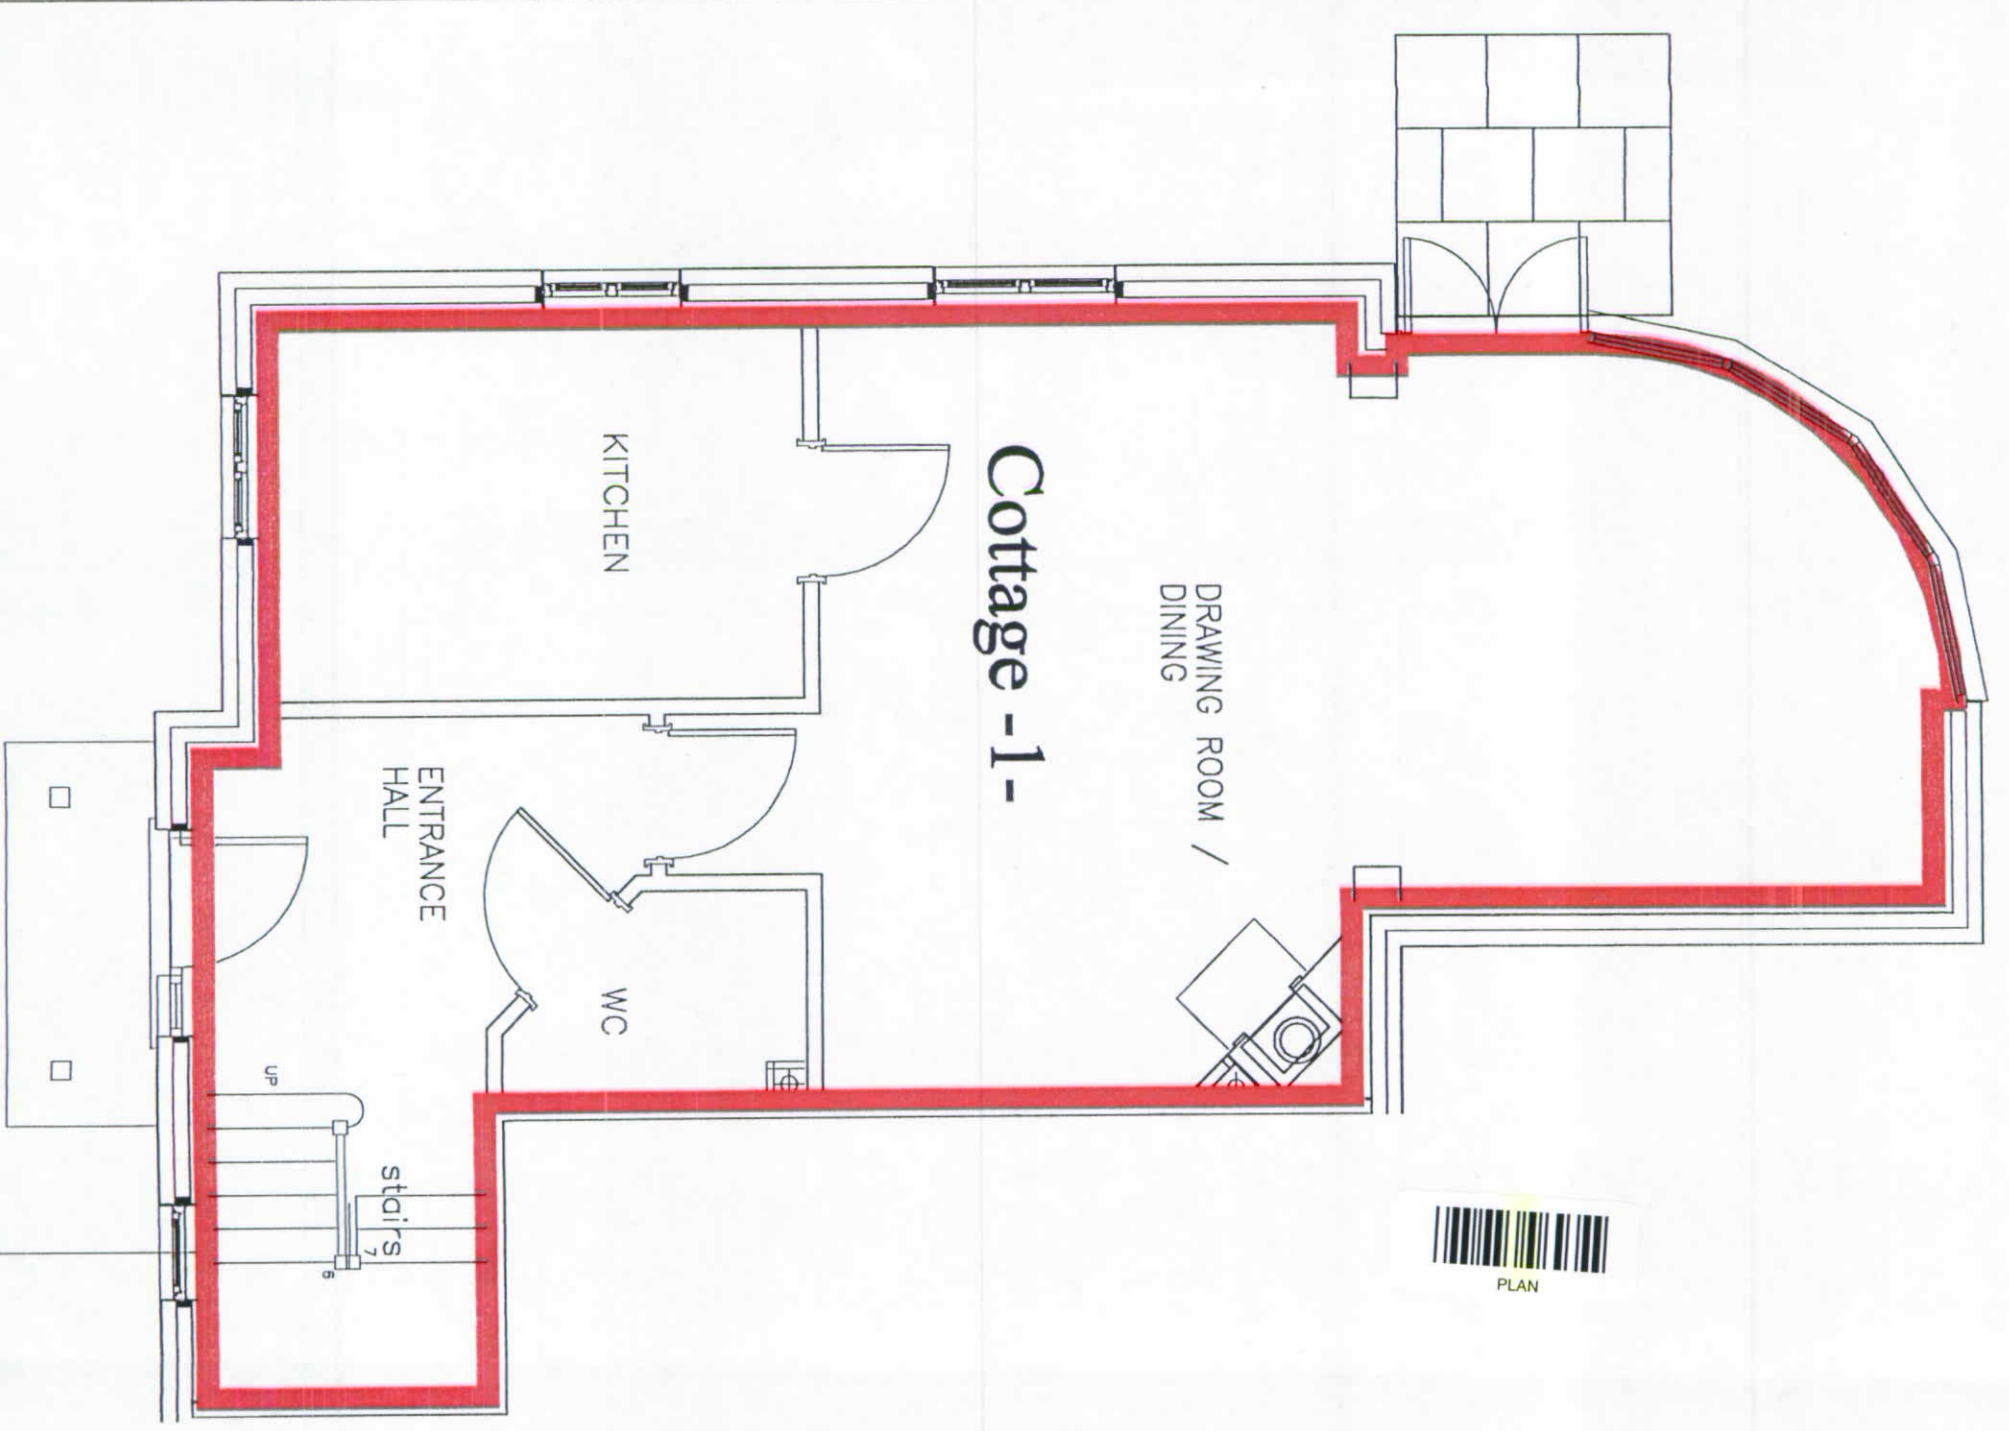 DRAWING ROOM /
DINING
Cottage -1-
KITCHEN
WC
ENTRANCE
HALL
stairs
7
6
UP
PLAN